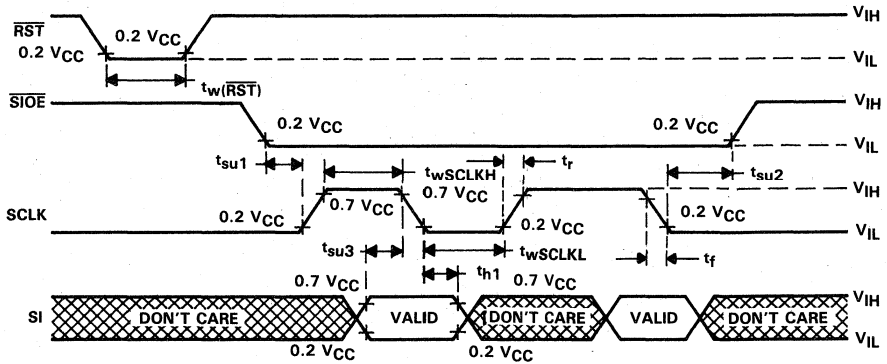 RST 0.2 VCC VIH
0.2 VCC VIL
tw(RST)
SIOE VIH
0.2 VCC 0.2 VCC VIL
tsu1 twSCLKH tr tsu2
0.7 VCC 0.7 VCC VIH
SCLK 0.2 VCC 0.2 VCC 0.2 VCC VIL
tsu3 twSCLKL tf
th1
0.7 VCC 0.7 VCC VIH
SI DON'T CARE VALID DON'T CARE VALID DON'T CARE
0.2 VCC 0.2 VCC VIL